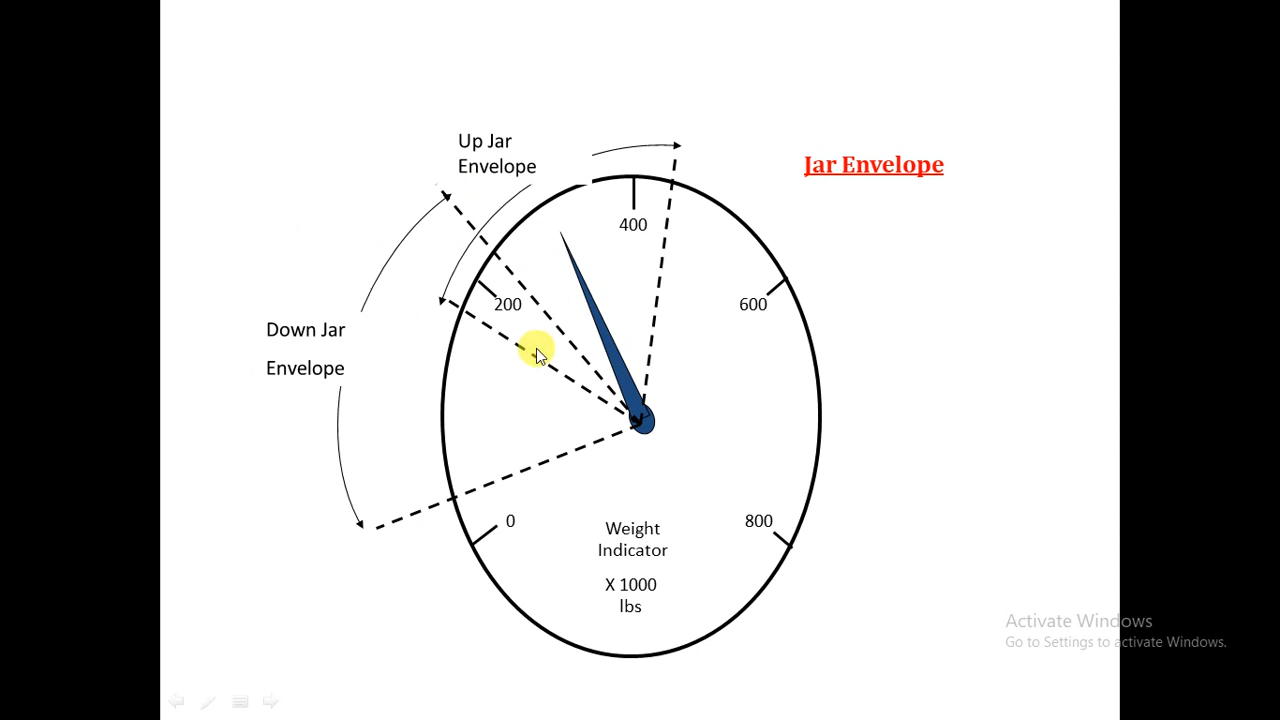 Up Jar
Envelope
Jar Envelope
400
200
600
Down Jar
Envelope
0
800
Weight
Indicator
X 1000
lbs
Activate Windows
Go to Settings to activate Windows.